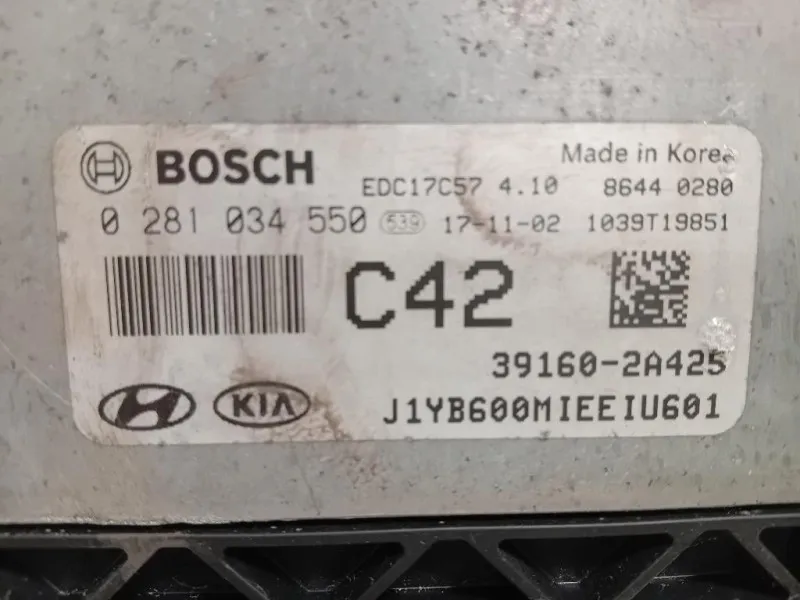 BOSCH Made in Korea
EDC17C57 4.10 8644 0280
0 281 034 550 539 17-11-02 1039T19851
C42
39160-2A425
KIA J1YB600MIEEIU601